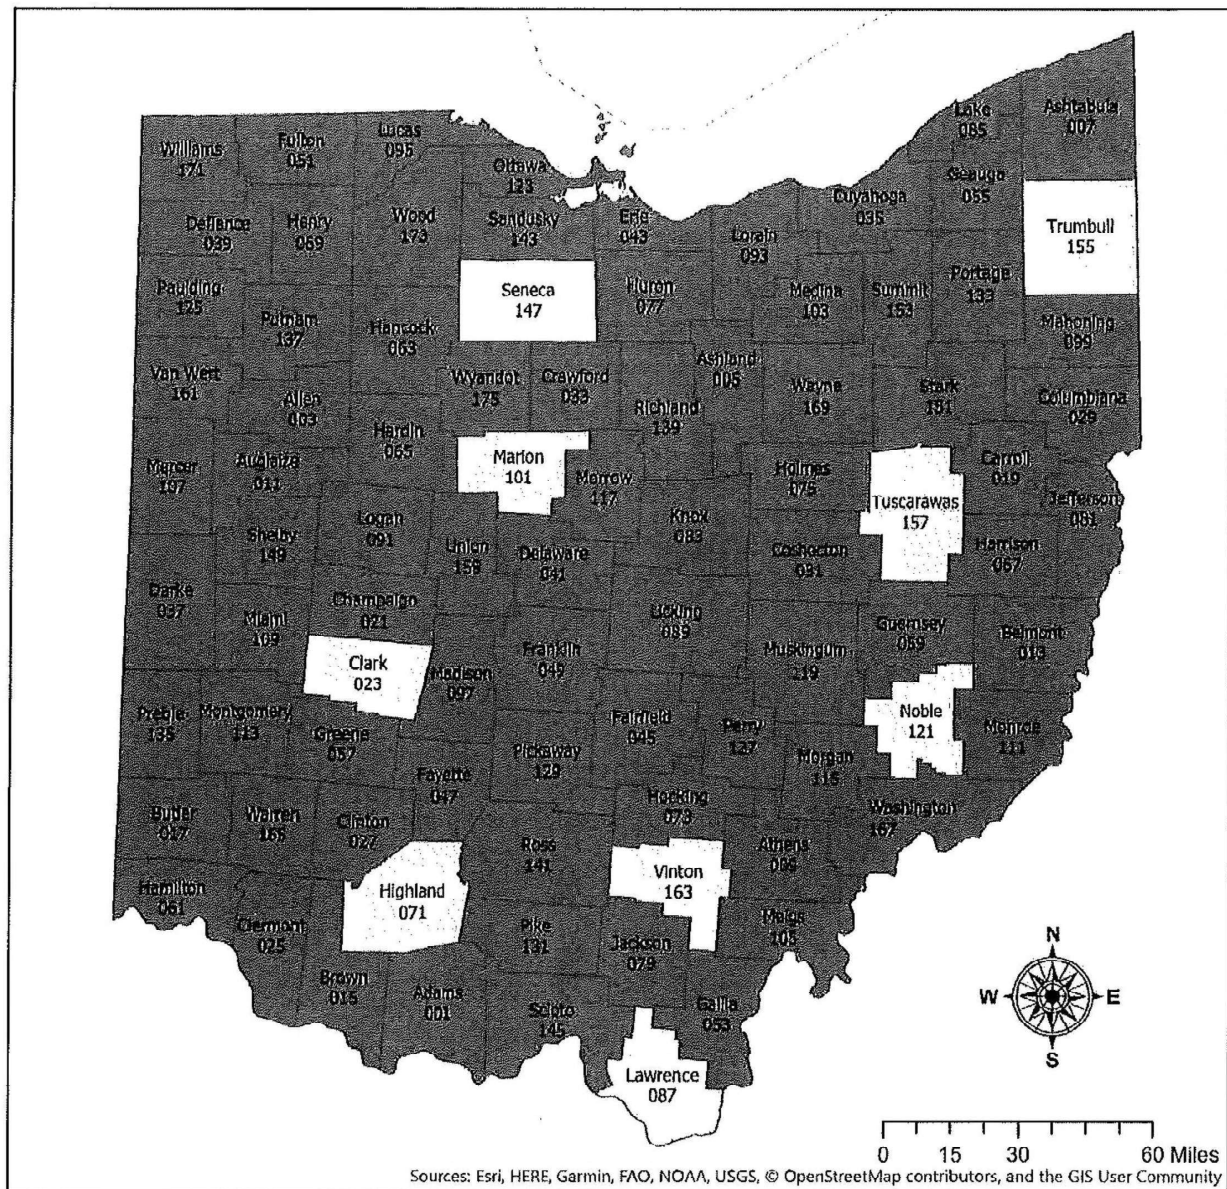 Lake
085
Ashtabula
007
Williams
171
Fulton
051
Lucas
095
Ottawa
123
Geauga
055
Cuyahoga
035
Defiance
039
Henry
069
Wood
173
Sandusky
143
Erie
043
Lorain
093
Trumbull
155
Paulding
125
Seneca
147
Huron
077
Medina
103
Summit
153
Portage
133
Putnam
137
Hancock
063
Mahoning
099
Van Wert
161
Wyandot
175
Crawford
033
Ashland
005
Wayne
169
Stark
151
Columbiana
029
Allen
003
Hardin
065
Richland
139
Mercer
107
Auglaize
011
Marion
101
Morrow
117
Holmes
075
Carroll
019
Tuscarawas
157
Jefferson
081
Shelby
149
Logan
091
Union
159
Delaware
041
Knox
083
Coshocton
031
Harrison
067
Darke
037
Miami
109
Champaign
021
Licking
089
Guernsey
059
Belmont
013
Clark
023
Madison
097
Franklin
049
Muskingum
119
Preble
135
Montgomery
113
Greene
057
Fairfield
045
Perry
127
Noble
121
Monroe
111
Pickaway
129
Morgan
115
Fayette
047
Hocking
073
Butler
017
Warren
165
Clinton
027
Washington
167
Ross
141
Athens
009
Vinton
163
Hamilton
061
Highland
071
Clermont
025
Pike
131
Jackson
079
Meigs
105
Brown
015
Adams
001
Scioto
145
Gallia
053
Lawrence
087
N
W E
S
0 15 30 60 Miles
Sources: Esri, HERE, Garmin, FAO, NOAA, USGS, © OpenStreetMap contributors, and the GIS User Community